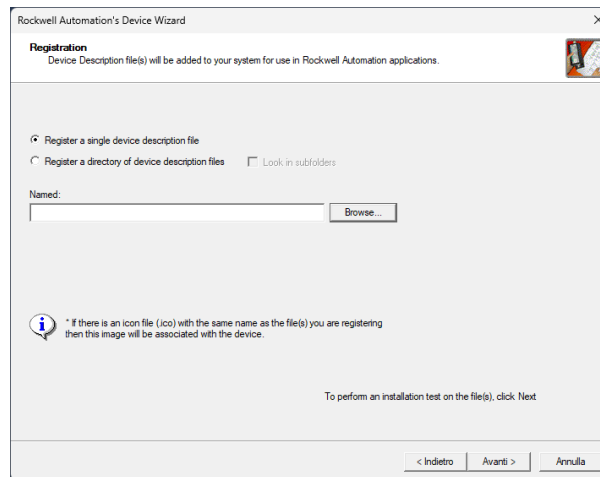 Rockwell Automation's Device Wizard
Registration
Device Description file(s) will be added to your system for use in Rockwell Automation applications.
Register a single device description file
Register a directory of device description files
Look in subfolders
Named:
Browse...
* If there is an icon file (.ico) with the same name as the file(s) you are registering
then this image will be associated with the device.
To perform an installation test on the file(s), click Next
< Indietro
Avanti >
Annulla